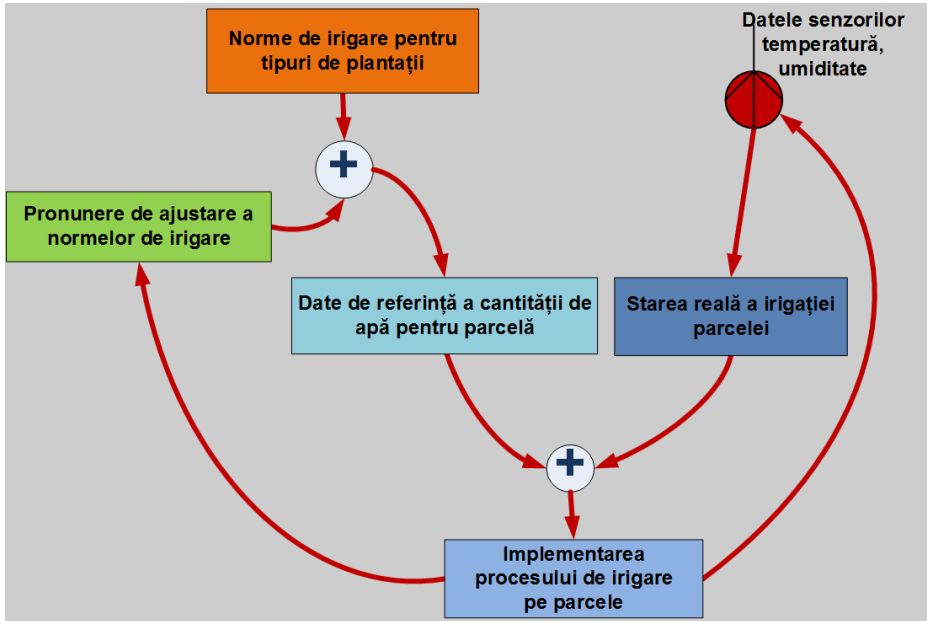 Norme de irigare pentru
tipuri de plantații
Datele senzorilor
temperatură,
umiditate
+
Pronunere de ajustare a
normelor de irigare
Date de referință a cantității de
apă pentru parcelă
Starea reală a irigației
parcelei
+
Implementarea
procesului de irigare
pe parcele